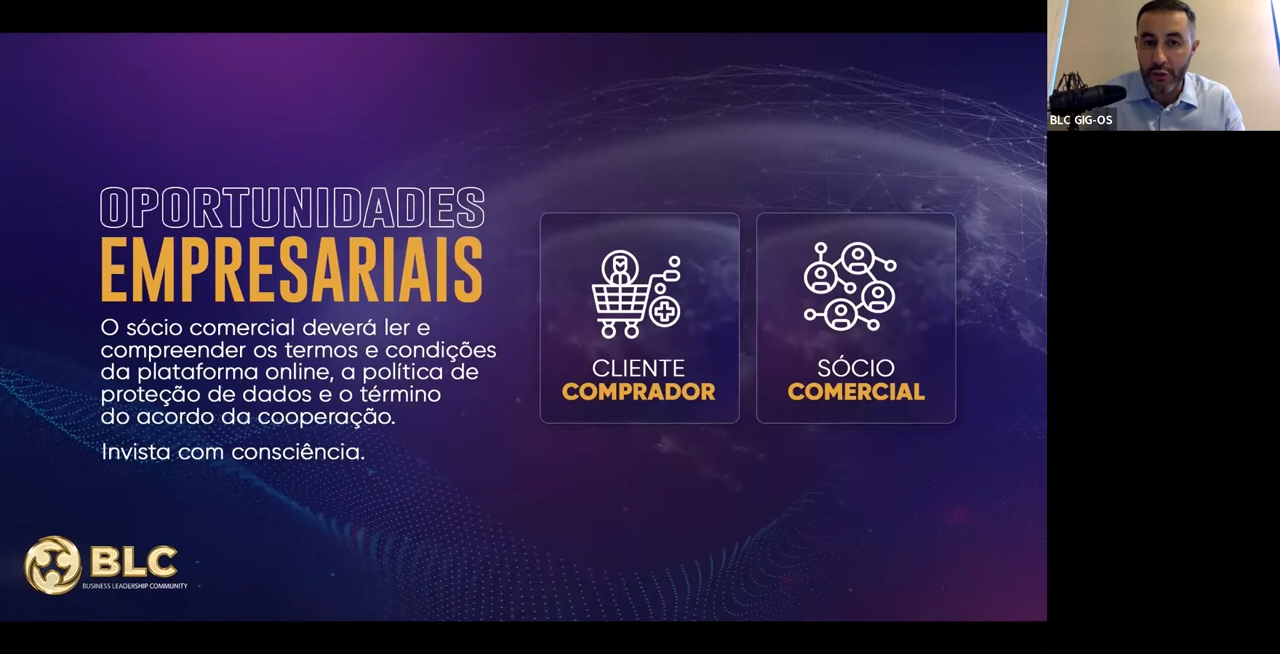 BLC GIG-OS
OPORTUNIDADES
EMPRESARIAIS
O sócio comercial deverá ler e
compreender os termos e condições
da plataforma online, a política de
proteção de dados e o término
do acordo da cooperação.
Invista com consciência.
CLIENTE
COMPRADOR
SÓCIO
COMERCIAL
BLC
BUSINESS LEADERSHIP COMMUNITY